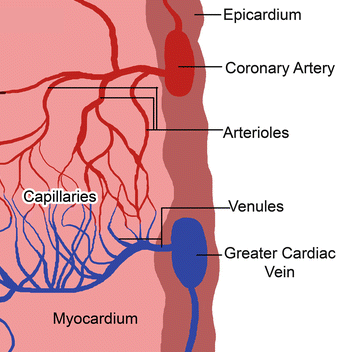 Epicardium
Coronary Artery
Arterioles
Capillaries
Venules
Greater Cardiac
Vein
Myocardium